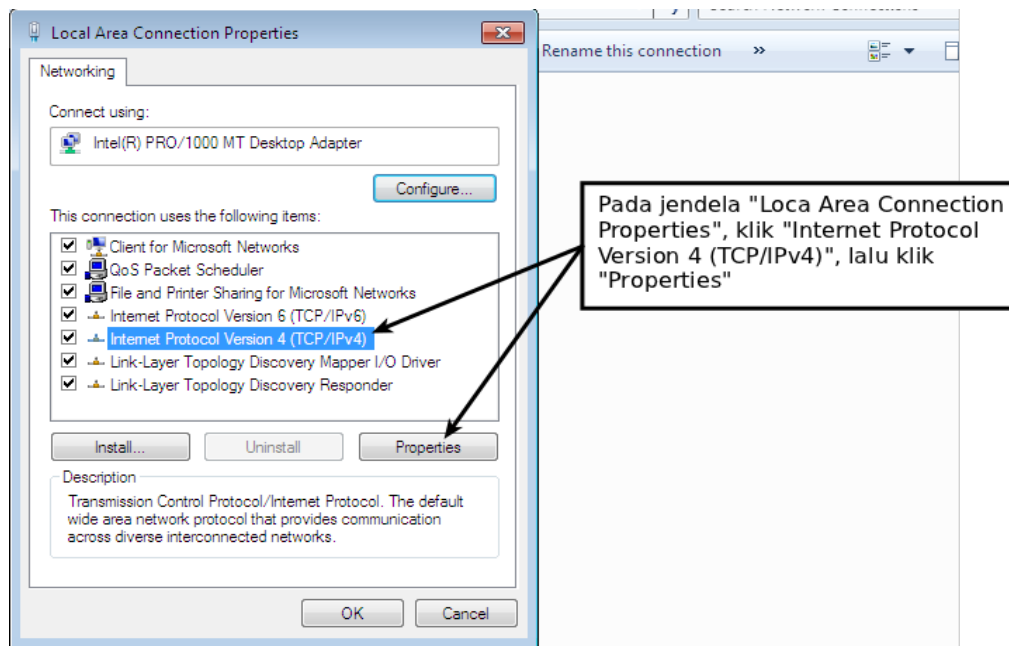 Local Area Connection Properties
Networking
Connect using:
Intel(R) PRO/1000 MT Desktop Adapter
Configure...
This connection uses the following items:
Client for Microsoft Networks
QoS Packet Scheduler
File and Printer Sharing for Microsoft Networks
Internet Protocol Version 6 (TCP/IPv6)
Internet Protocol Version 4 (TCP/IPv4)
Link-Layer Topology Discovery Mapper I/O Driver
Link-Layer Topology Discovery Responder
Install...
Uninstall
Properties
Description
Transmission Control Protocol/Internet Protocol. The default
wide area network protocol that provides communication
across diverse interconnected networks.
OK
Cancel
Rename this connection »
Pada jendela "Loca Area Connection
Properties", klik "Internet Protocol
Version 4 (TCP/IPv4)", lalu klik
"Properties"